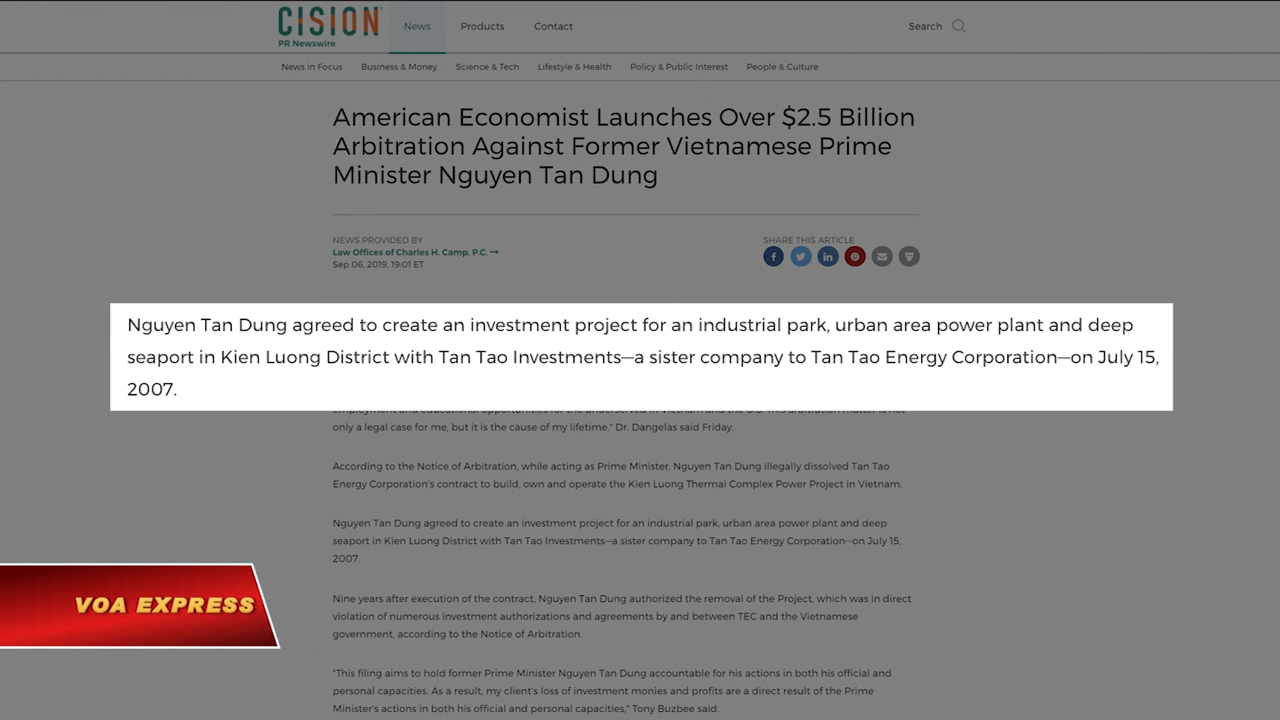 CISION
PR Newswire
News
Products
Contact
Search
News in Focus
Business & Money
Science & Tech
Lifestyle & Health
Policy & Public Interest
People & Culture
American Economist Launches Over $2.5 Billion
Arbitration Against Former Vietnamese Prime
Minister Nguyen Tan Dung
NEWS PROVIDED BY
Law Offices of Charles H. Camp, P.C.
Sep 06, 2019, 19:01 ET
SHARE THIS ARTICLE
Nguyen Tan Dung agreed to create an investment project for an industrial park, urban area power plant and deep
seaport in Kien Luong District with Tan Tao Investments—a sister company to Tan Tao Energy Corporation—on July 15,
2007.
employment and educational opportunities for the underserved in Vietnam and the U.S. This arbitration matter is not
only a legal case for me, but it is the cause of my lifetime," Dr. Dangelas said Friday.
According to the Notice of Arbitration, while acting as Prime Minister, Nguyen Tan Dung illegally dissolved Tan Tao
Energy Corporation's contract to build, own and operate the Kien Luong Thermal Complex Power Project in Vietnam.
Nguyen Tan Dung agreed to create an investment project for an industrial park, urban area power plant and deep
seaport in Kien Luong District with Tan Tao Investments—a sister company to Tan Tao Energy Corporation—on July 15,
2007.
Nine years after execution of the contract, Nguyen Tan Dung authorized the removal of the Project, which was in direct
violation of numerous investment authorizations and agreements by and between TEC and the Vietnamese
government, according to the Notice of Arbitration.
"This filing aims to hold former Prime Minister Nguyen Tan Dung accountable for his actions in both his official and
personal capacities. As a result, my client's loss of investment monies and profits are a direct result of the Prime
Minister's actions in both his official and personal capacities," Tony Buzbee said.
VOA EXPRESS